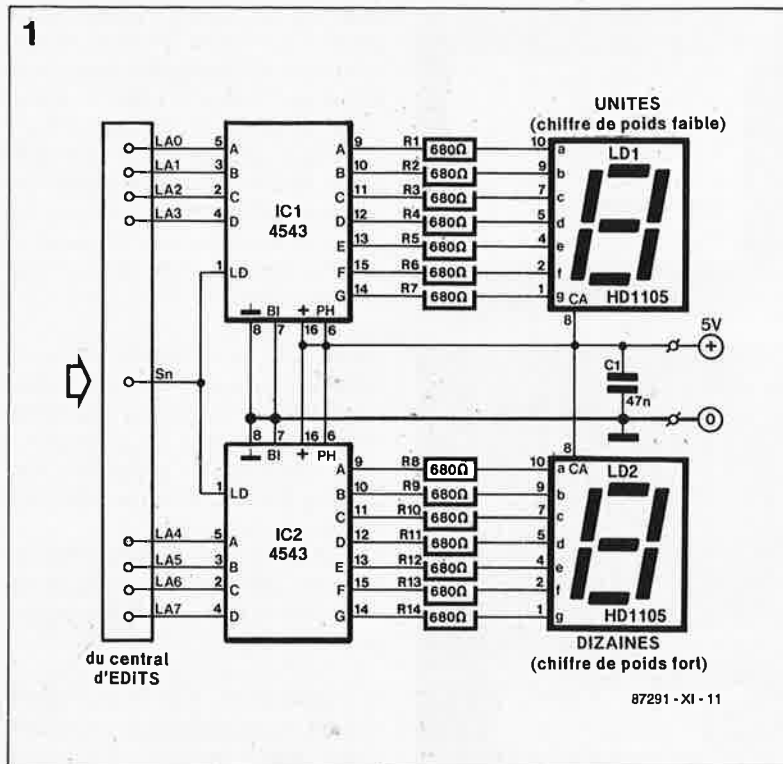 1
UNITES
(chiffre de poids faible)
LA0 5 A
LA1 3 B
LA2 2 C
LA3 4 D
1 LD
IC1
4543
A 9 R1 680Ω 10 a
B 10 R2 680Ω 9 b
C 11 R3 680Ω 7 c
D 12 R4 680Ω 5 d
E 13 R5 680Ω 4 e
F 15 R6 680Ω 2 f
G 14 R7 680Ω 1 g
LD1
CA HD1105
8
⊥ BI + PH
8 7 16 6
5V
+
C1
47n
0
Sn
8 7 16 6
⊥ BI + PH
8
1 LD
IC2
4543
LA4 5 A
LA5 3 B
LA6 2 C
LA7 4 D
A 9 R8 680Ω 10 a CA
B 10 R9 680Ω 9 b
C 11 R10 680Ω 7 c
D 12 R11 680Ω 5 d
E 13 R12 680Ω 4 e
F 15 R13 680Ω 2 f
G 14 R14 680Ω 1 g
LD2
HD1105
du central
d'EDiTS
DIZAINES
(chiffre de poids fort)
87291 - XI - 11